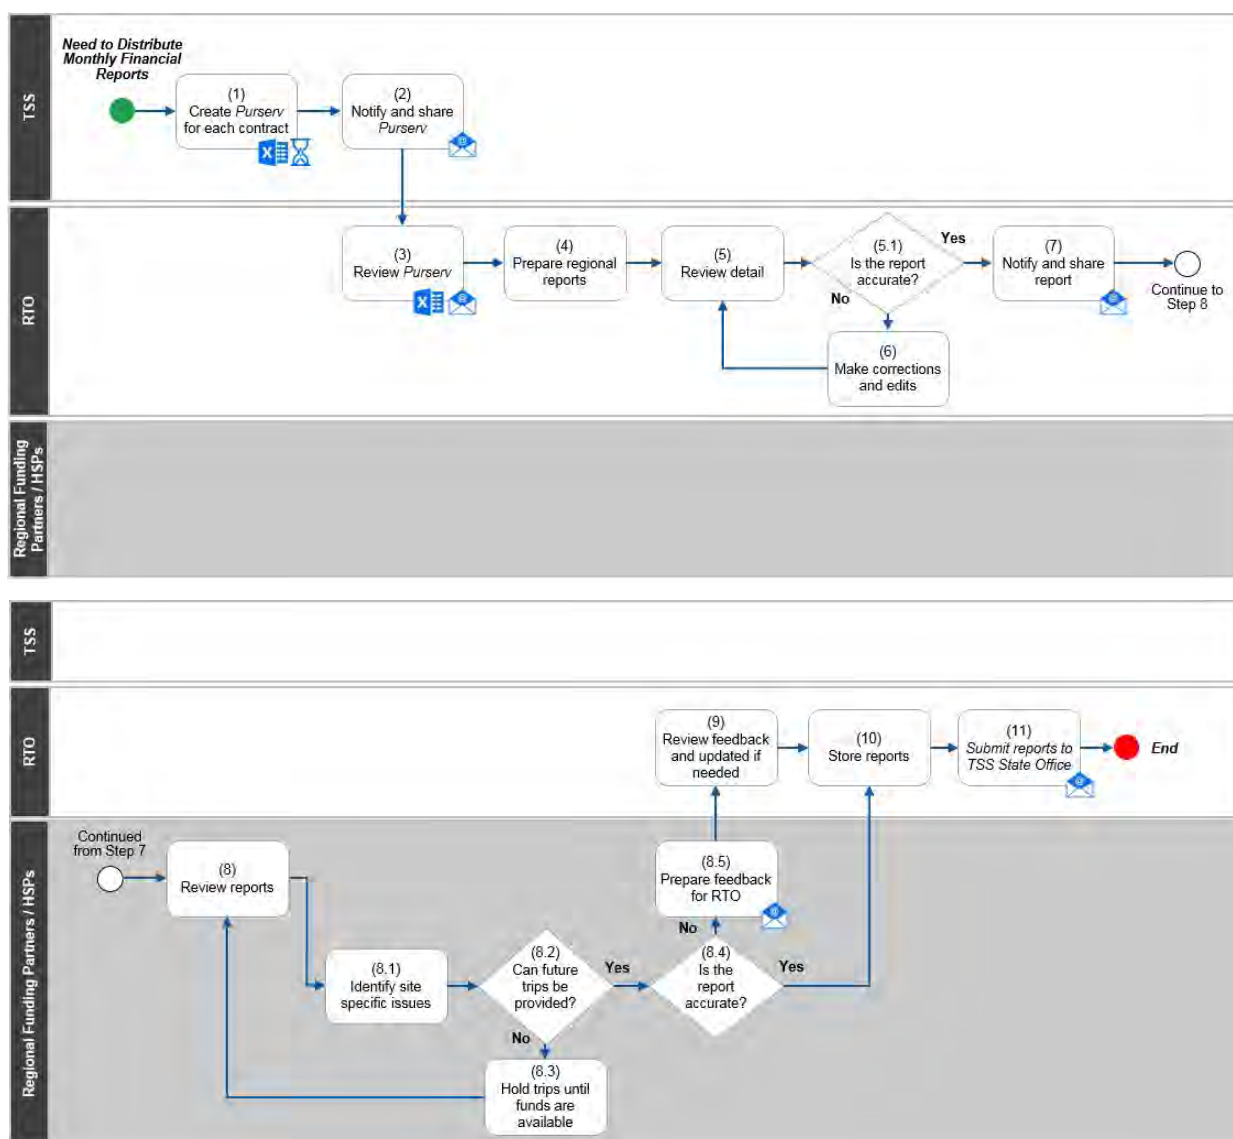 TSS
Need to Distribute
Monthly Financial
Reports
(1)
Create Purserv
for each contract
(2)
Notify and share
Purserv
RTO
(3)
Review Purserv
(4)
Prepare regional
reports
(5)
Review detail
(5.1)
Is the report
accurate?
Yes
No
(6)
Make corrections
and edits
(7)
Notify and share
report
Continue to
Step 8
Regional Funding
Partners / HSPs
TSS
RTO
(9)
Review feedback
and updated if
needed
(10)
Store reports
(11)
Submit reports to
TSS State Office
End
Regional Funding Partners / HSPs
Continued
from Step 7
(8)
Review reports
(8.1)
Identify site
specific issues
(8.2)
Can future
trips be
provided?
Yes
No
(8.3)
Hold trips until
funds are
available
(8.4)
Is the
report
accurate?
Yes
No
(8.5)
Prepare feedback
for RTO